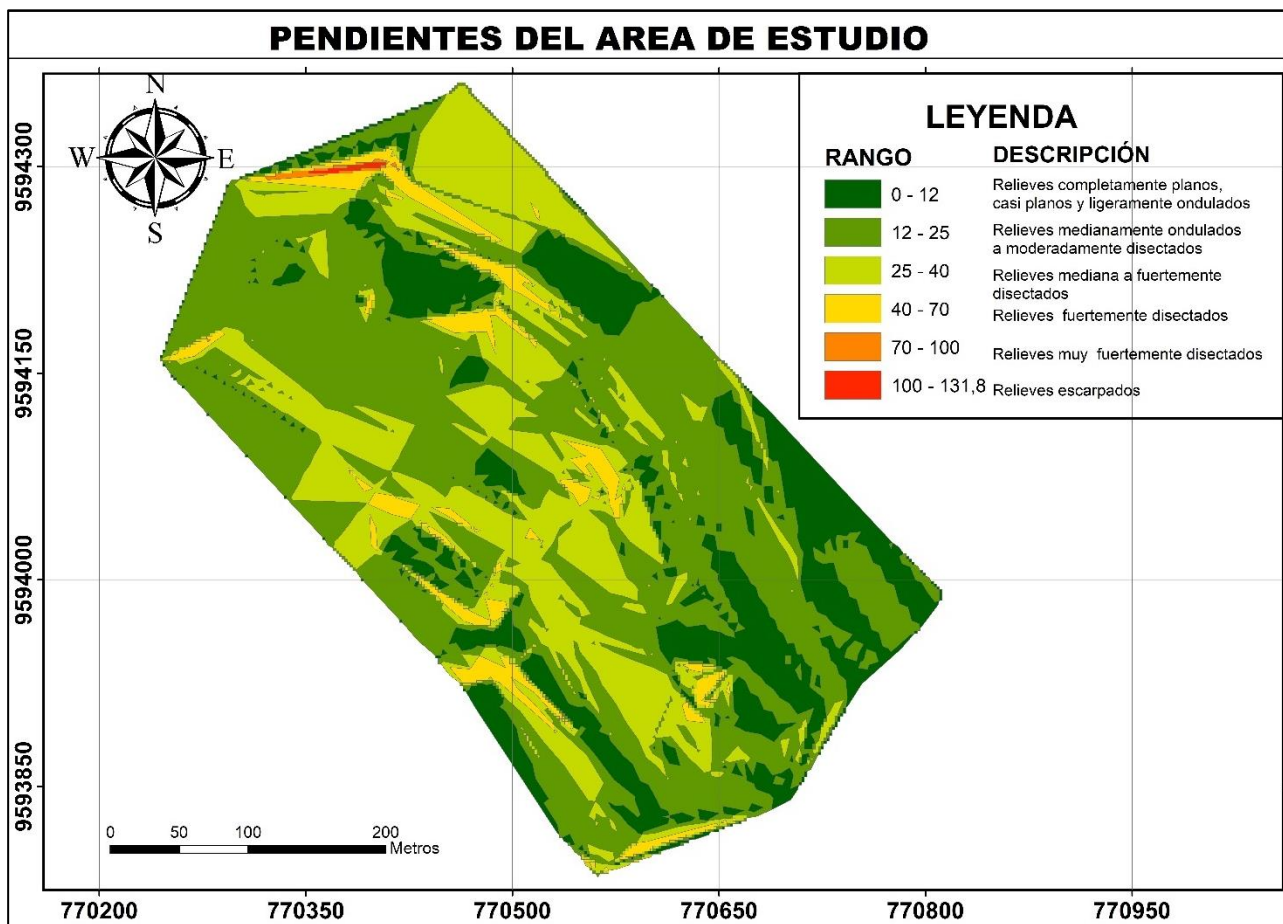 PENDIENTES DEL AREA DE ESTUDIO
N
W E
S
LEYENDA
RANGO DESCRIPCIÓN
0 - 12 Relieves completamente planos,
casi planos y ligeramente ondulados
12 - 25 Relieves medianamente ondulados
a moderadamente disectados
25 - 40 Relieves mediana a fuertemente
disectados
40 - 70 Relieves fuertemente disectados
70 - 100 Relieves muy fuertemente disectados
100 - 131,8 Relieves escarpados
9594300
9594150
9594000
9593850
0 50 100 200
Metros
770200 770350 770500 770650 770800 770950